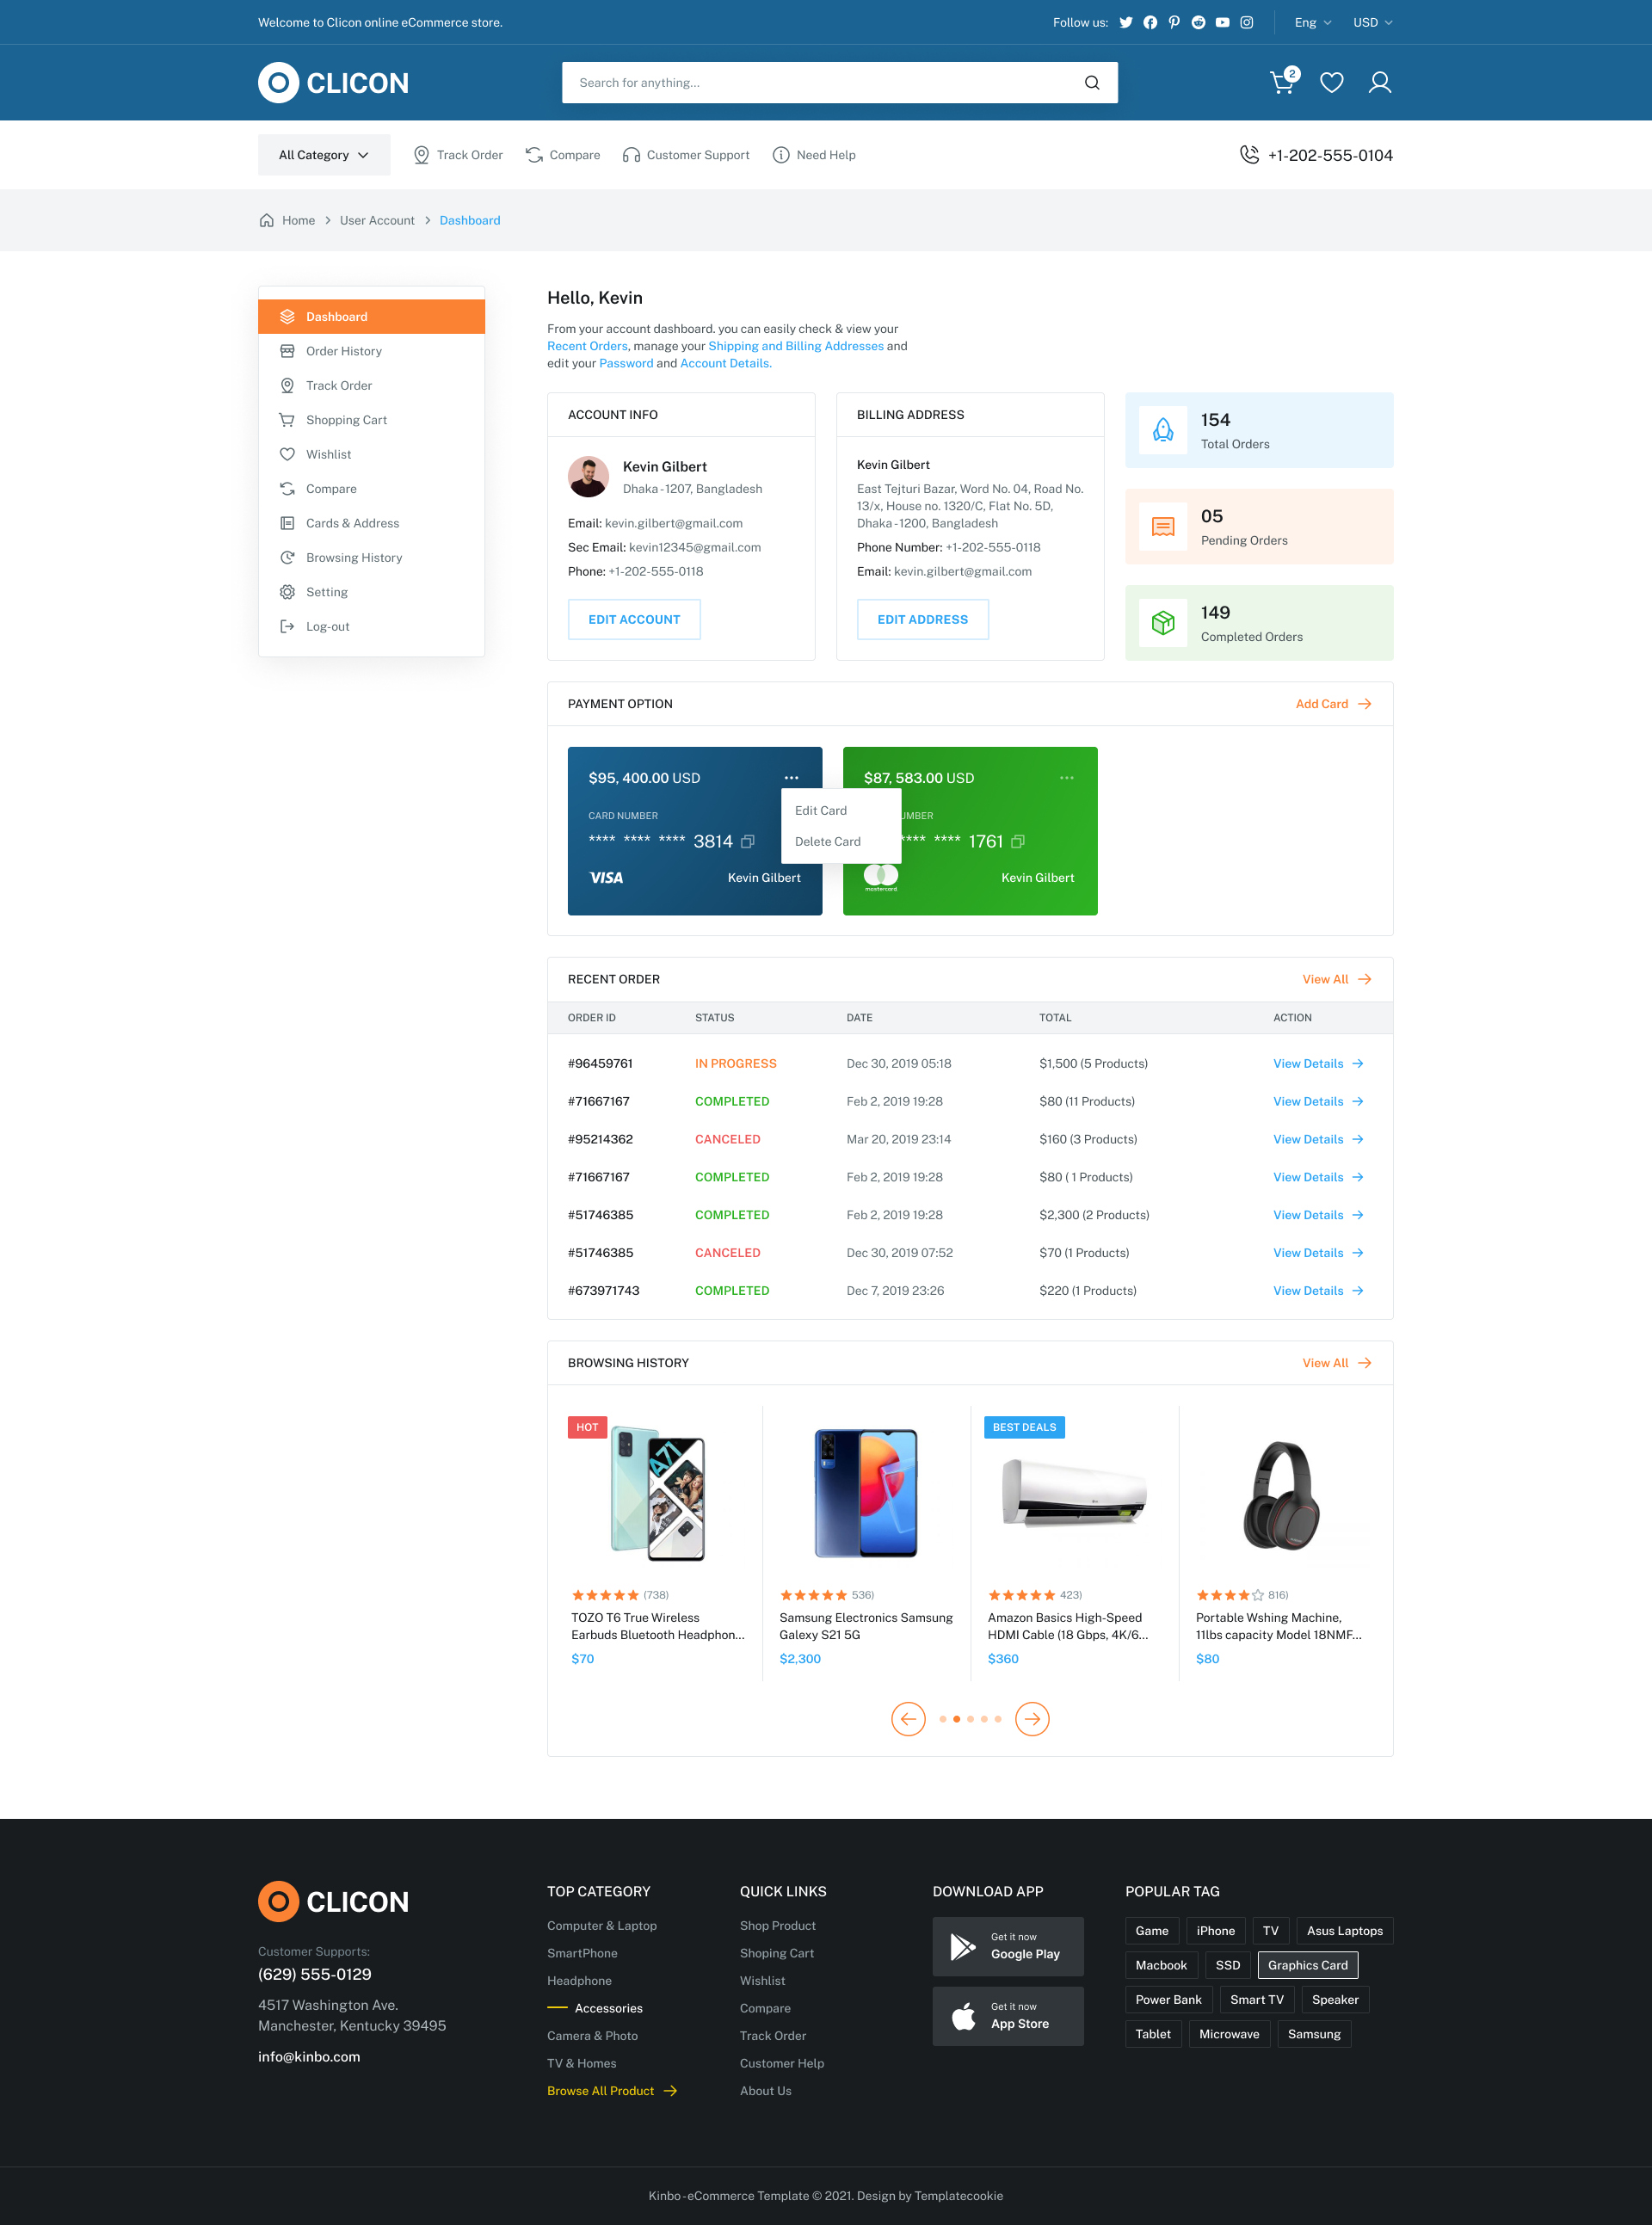 Welcome to Clicon online eCommerce store.
Follow us:
Eng
USD
CLICON
Search for anything...
2
All Category
Track Order
Compare
Customer Support
Need Help
+1-202-555-0104
Home
User Account
Dashboard
Dashboard
Order History
Track Order
Shopping Cart
Wishlist
Compare
Cards & Address
Browsing History
Setting
Log-out
Hello, Kevin
From your account dashboard. you can easily check & view your
Recent Orders, manage your Shipping and Billing Addresses and
edit your Password and Account Details.
ACCOUNT INFO
Kevin Gilbert
Dhaka - 1207, Bangladesh
Email: kevin.gilbert@gmail.com
Sec Email: kevin12345@gmail.com
Phone: +1-202-555-0118
EDIT ACCOUNT
BILLING ADDRESS
Kevin Gilbert
East Tejturi Bazar, Word No. 04, Road No.
13/x, House no. 1320/C, Flat No. 5D,
Dhaka - 1200, Bangladesh
Phone Number: +1-202-555-0118
Email: kevin.gilbert@gmail.com
EDIT ADDRESS
154
Total Orders
05
Pending Orders
149
Completed Orders
PAYMENT OPTION
Add Card
$95, 400.00 USD
CARD NUMBER
**** **** **** 3814
VISA
Kevin Gilbert
Edit Card
Delete Card
$87, 583.00 USD
UMBER
**** **** 1761
mastercard
Kevin Gilbert
RECENT ORDER
View All
ORDER ID STATUS DATE TOTAL ACTION
#96459761 IN PROGRESS Dec 30, 2019 05:18 $1,500 (5 Products) View Details
#71667167 COMPLETED Feb 2, 2019 19:28 $80 (11 Products) View Details
#95214362 CANCELED Mar 20, 2019 23:14 $160 (3 Products) View Details
#71667167 COMPLETED Feb 2, 2019 19:28 $80 ( 1 Products) View Details
#51746385 COMPLETED Feb 2, 2019 19:28 $2,300 (2 Products) View Details
#51746385 CANCELED Dec 30, 2019 07:52 $70 (1 Products) View Details
#673971743 COMPLETED Dec 7, 2019 23:26 $220 (1 Products) View Details
BROWSING HISTORY
View All
HOT
A71
(738)
TOZO T6 True Wireless
Earbuds Bluetooth Headphon...
$70
536)
Samsung Electronics Samsung
Galexy S21 5G
$2,300
BEST DEALS
423)
Amazon Basics High-Speed
HDMI Cable (18 Gbps, 4K/6...
$360
816)
Portable Wshing Machine,
11lbs capacity Model 18NMF...
$80
CLICON
Customer Supports:
(629) 555-0129
4517 Washington Ave.
Manchester, Kentucky 39495
info@kinbo.com
TOP CATEGORY
Computer & Laptop
SmartPhone
Headphone
Accessories
Camera & Photo
TV & Homes
Browse All Product
QUICK LINKS
Shop Product
Shoping Cart
Wishlist
Compare
Track Order
Customer Help
About Us
DOWNLOAD APP
Get it now
Google Play
Get it now
App Store
POPULAR TAG
Game iPhone TV Asus Laptops
Macbook SSD Graphics Card
Power Bank Smart TV Speaker
Tablet Microwave Samsung
Kinbo - eCommerce Template © 2021. Design by Templatecookie